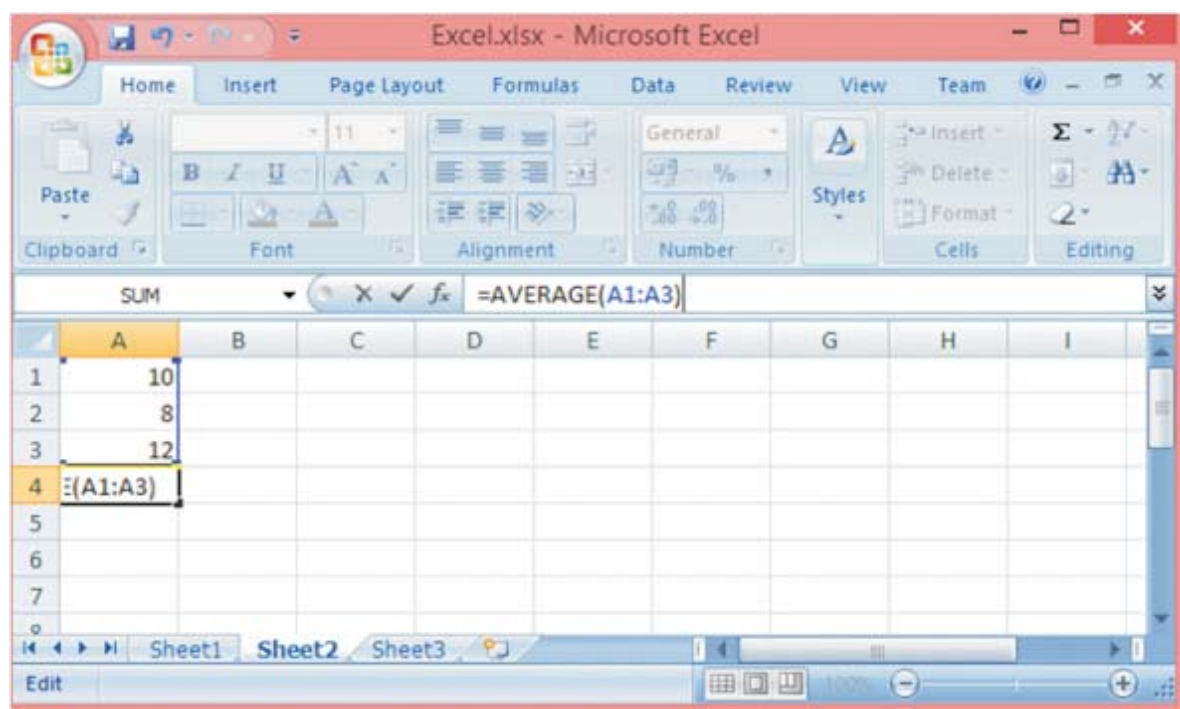 Excel.xlsx - Microsoft Excel
Home Insert Page Layout Formulas Data Review View Team
Paste
11
General
Styles
Insert
Delete
Format
B I U A A
% ,
Σ
A
Clipboard Font Alignment Number Cells Editing
SUM fx =AVERAGE(A1:A3)
A B C D E F G H I
1 10
2 8
3 12
4 E(A1:A3)
5
6
7
Sheet1 Sheet2 Sheet3
Edit 100%